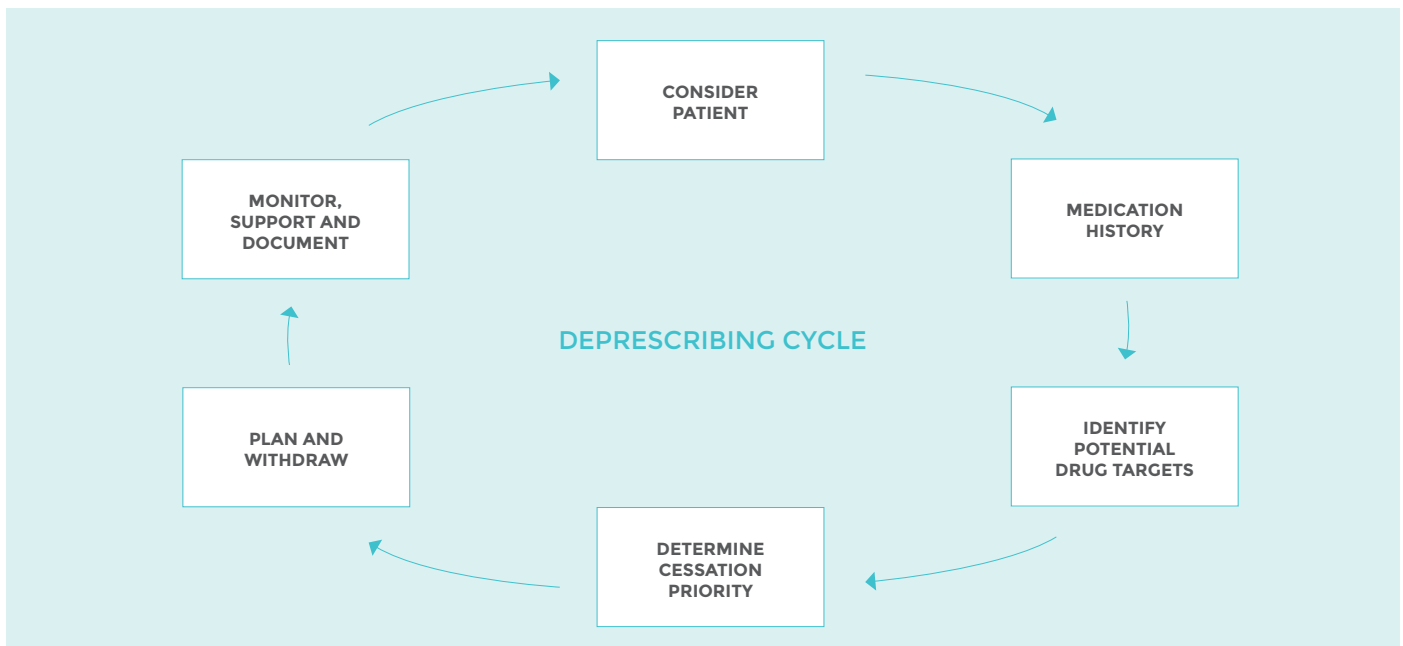 CONSIDER
PATIENT
MEDICATION
HISTORY
IDENTIFY
POTENTIAL
DRUG TARGETS
DETERMINE
CESSATION
PRIORITY
PLAN AND
WITHDRAW
MONITOR,
SUPPORT AND
DOCUMENT
DEPRESCRIBING CYCLE